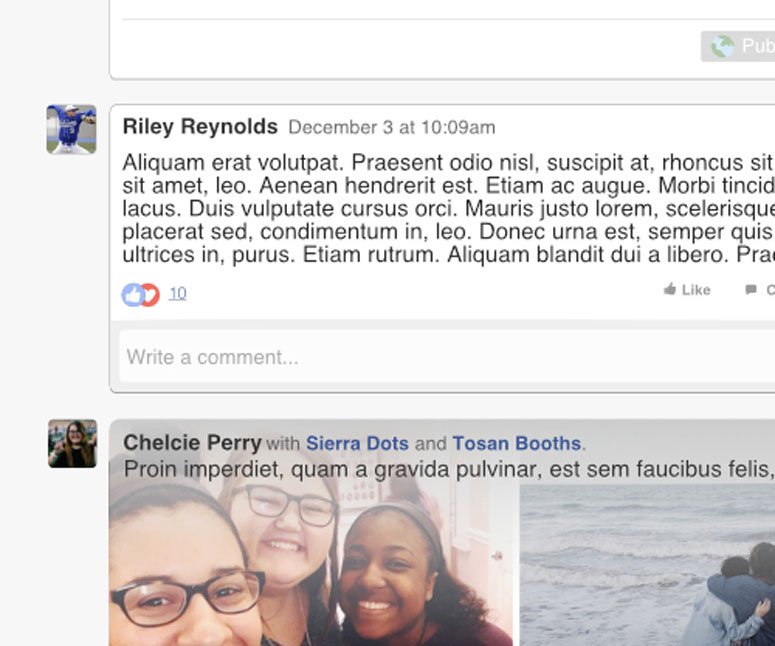 Pub
Riley Reynolds December 3 at 10:09am
Aliquam erat volutpat. Praesent odio nisl, suscipit at, rhoncus sit
sit amet, leo. Aenean hendrerit est. Etiam ac augue. Morbi tincid
lacus. Duis vulputate cursus orci. Mauris justo lorem, scelerisque
placerat sed, condimentum in, leo. Donec urna est, semper quis
ultrices in, purus. Etiam rutrum. Aliquam blandit dui a libero. Prae
10 Like C
Write a comment...
Chelcie Perry with Sierra Dots and Tosan Booths.
Proin imperdiet, quam a gravida pulvinar, est sem faucibus felis,